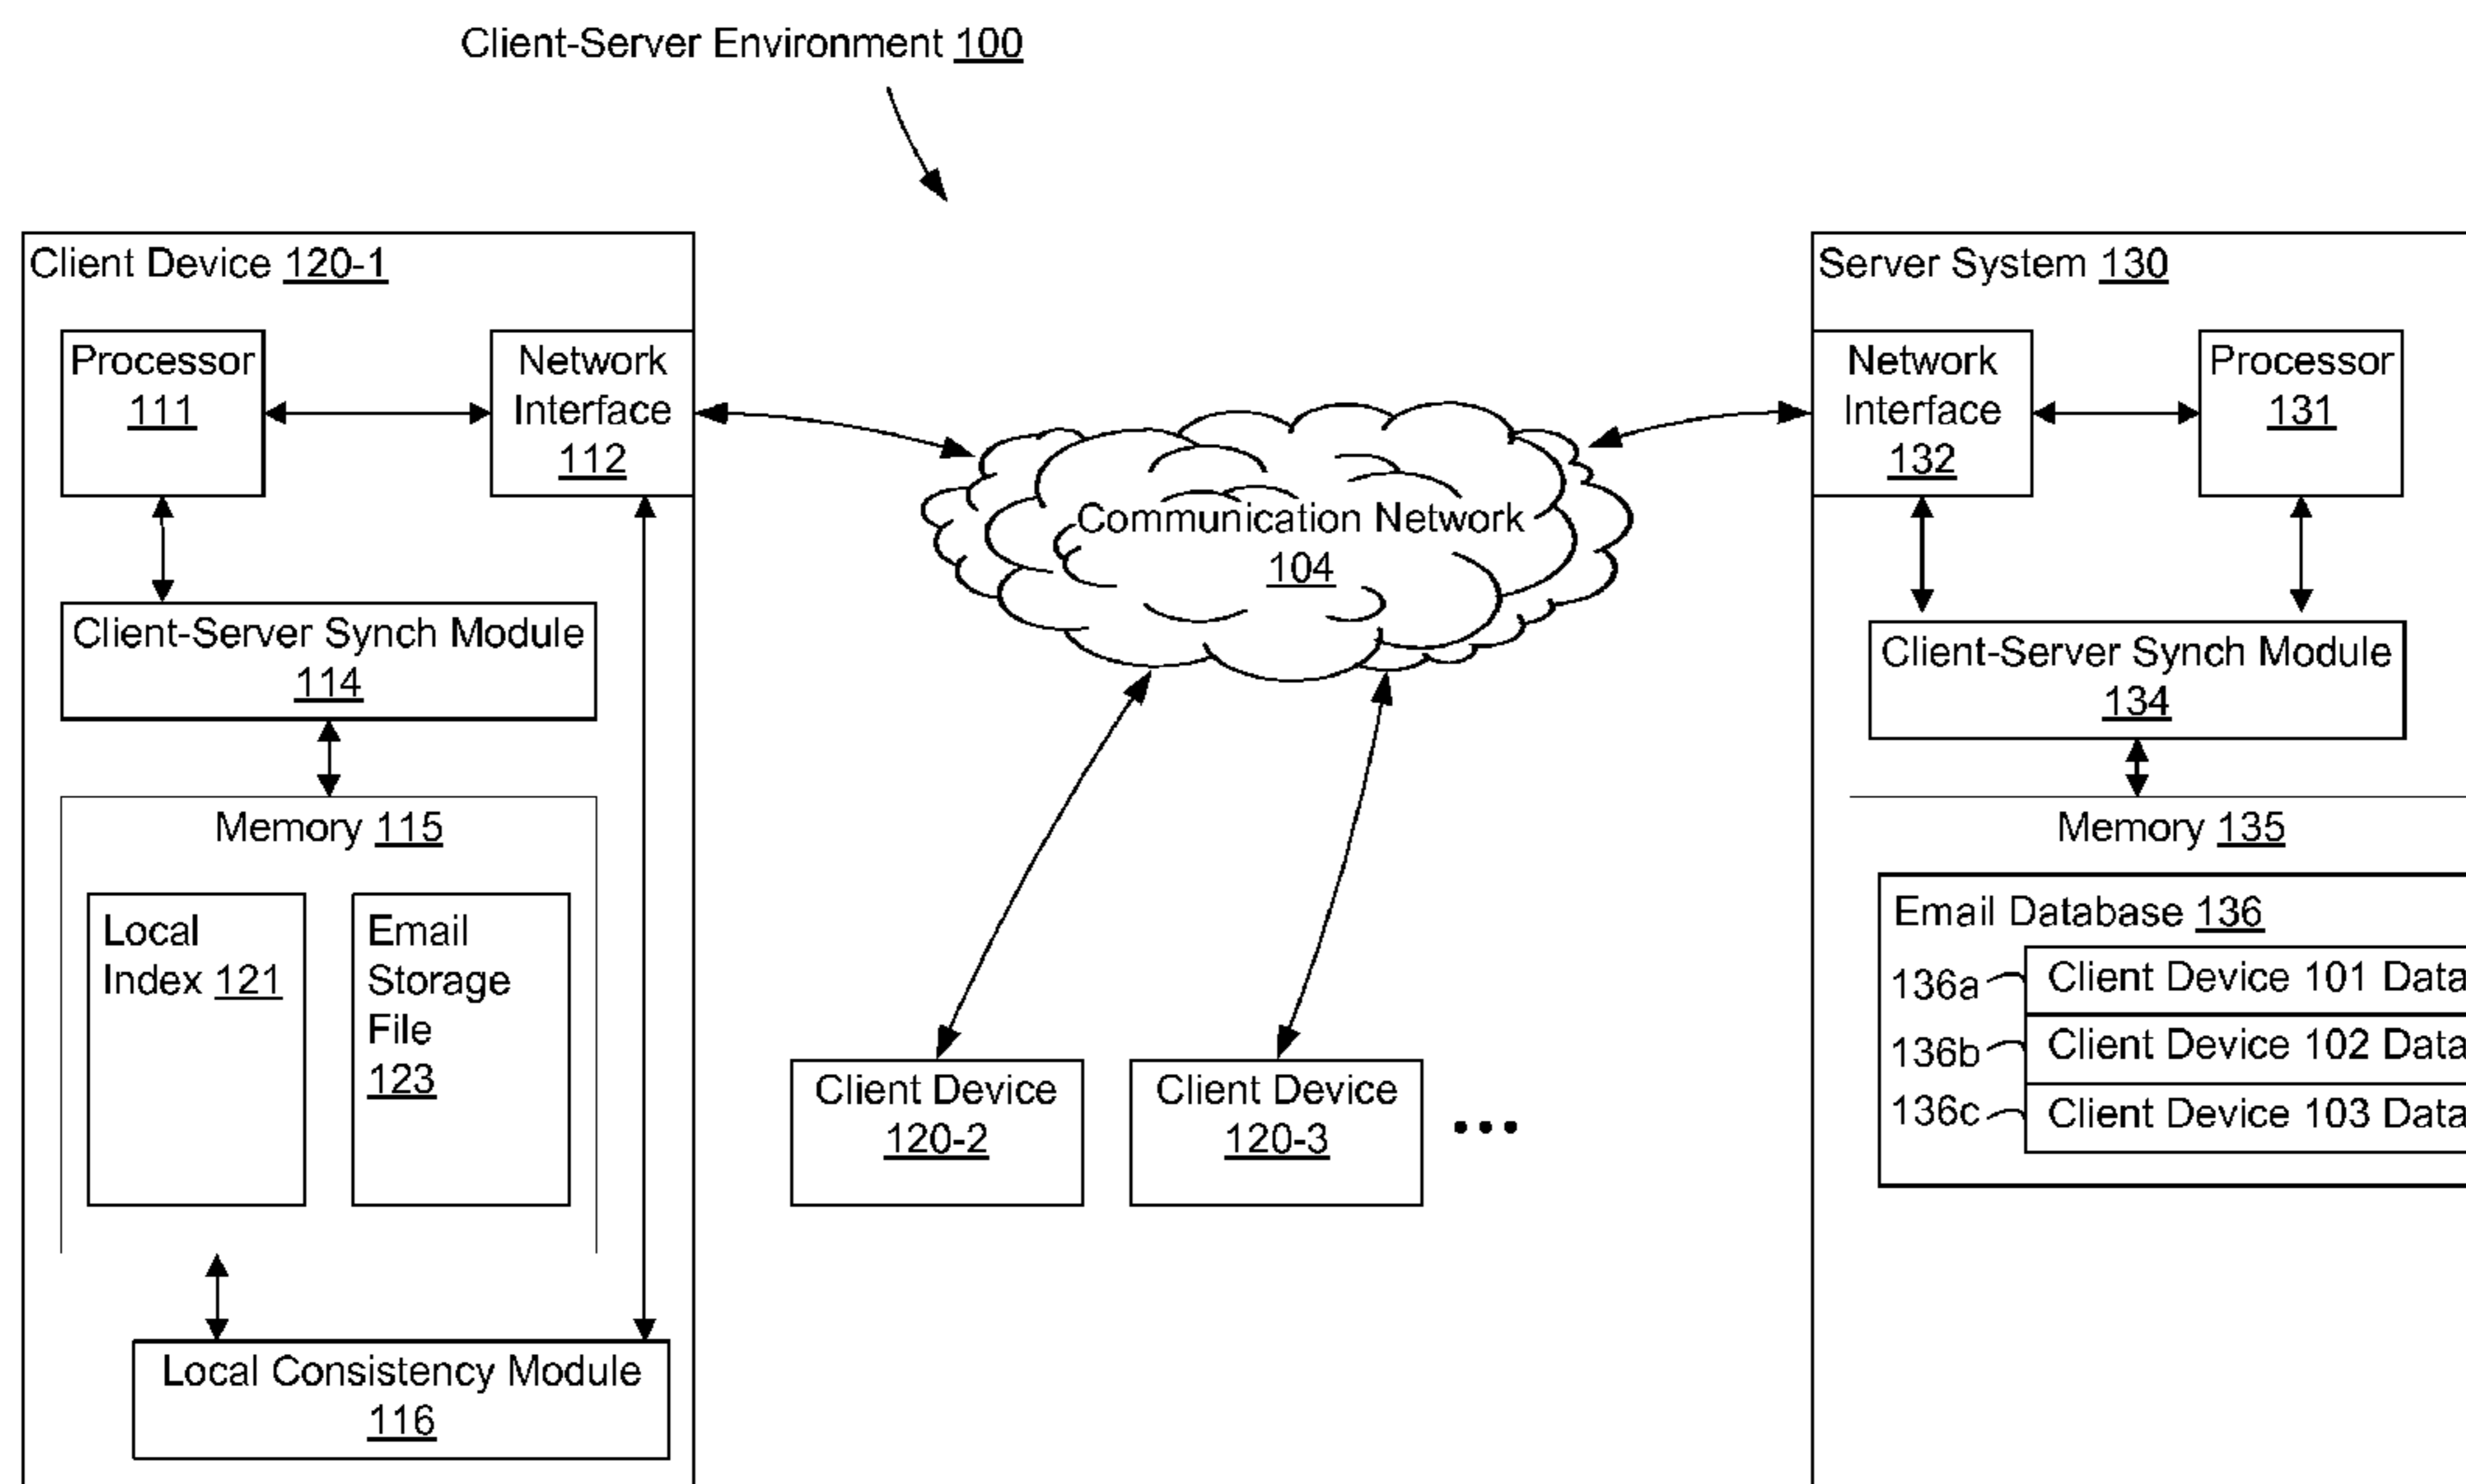 Client-Server Environment 100
Client Device 120-1
Processor
111
Network
Interface
112
Client-Server Synch Module
114
Memory 115
Local
Index 121
Email
Storage
File
123
Local Consistency Module
116
Communication Network
104
Client Device
120-2
Client Device
120-3
Server System 130
Network
Interface
132
Processor
131
Client-Server Synch Module
134
Memory 135
Email Database 136
136a Client Device 101 Data
136b Client Device 102 Data
136c Client Device 103 Data